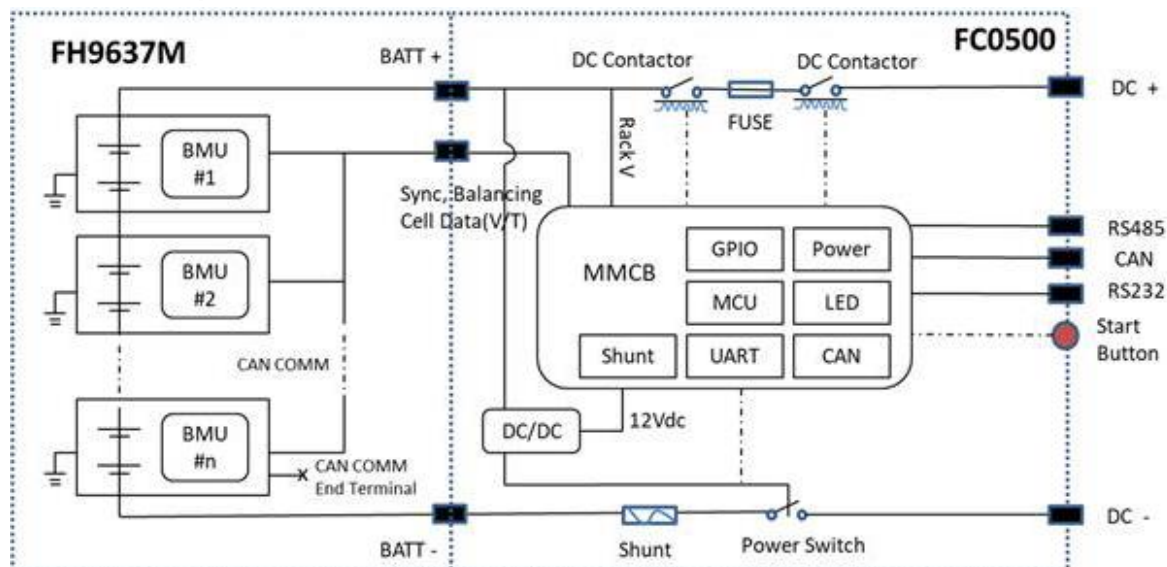 FH9637M
BATT +
FC0500
DC Contactor
DC Contactor
DC +
FUSE
BMU
#1
Rack V
Sync, Balancing
Cell Data(V/T)
BMU
#2
MMCB
GPIO
Power
MCU
LED
Shunt
UART
CAN
RS485
CAN
RS232
Start
Button
CAN COMM
12Vdc
DC/DC
BMU
#n
CAN COMM
End Terminal
BATT -
Shunt
Power Switch
DC -